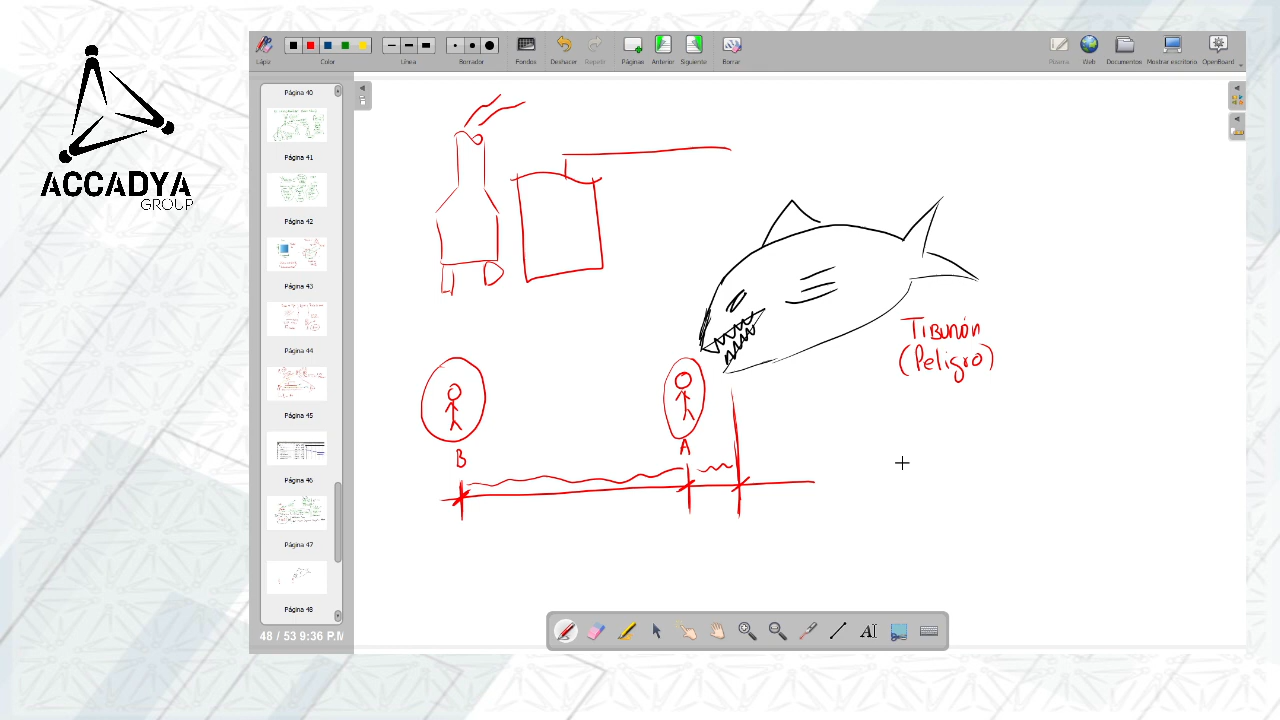 ACCADYA
GROUP
Lápiz
Color
Línea
Borrador
Fondos
Deshacer
Repetir
Páginas
Anterior
Siguiente
Borrar
Pizarra
Web
Documentos
Mostrar escritorio
OpenBoard
Página 40
Página 41
Página 42
Página 43
Página 44
Página 45
Página 46
Página 47
Página 48
48 / 53 9:36 P.M
TIBURÓN
(Peligro)
B
A